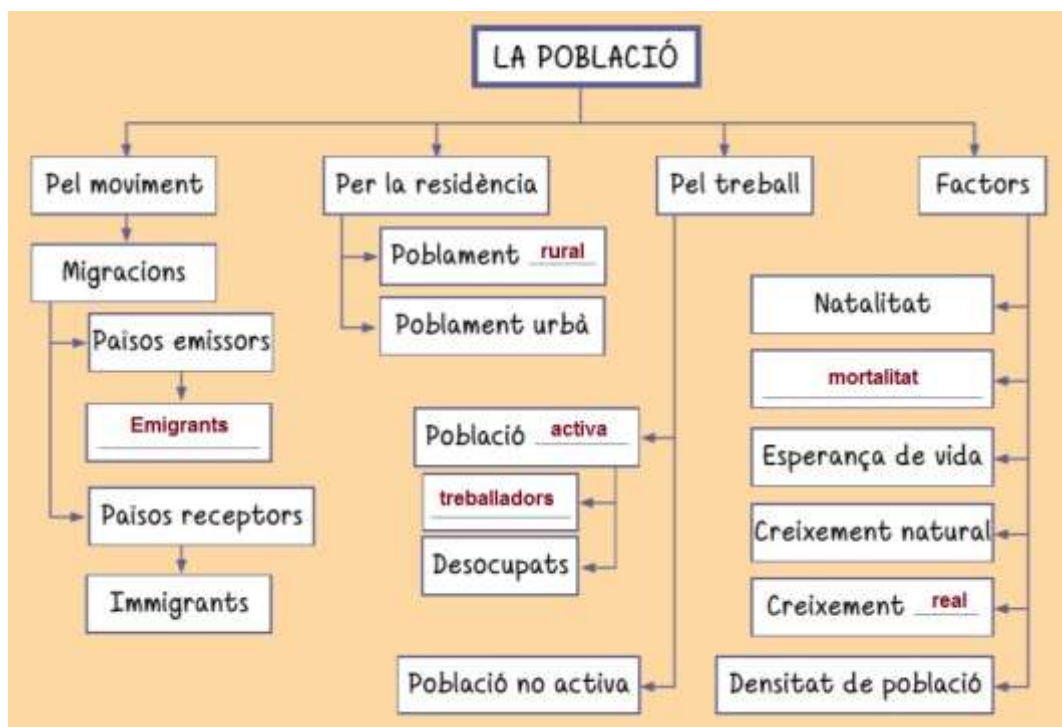 LA POBLACIÓ
Pel moviment
Per la residència
Pel treball
Factors
Migracions
Països emissors
Emigrants
Països receptors
Immigrants
Poblament rural
Poblament urbà
Població activa
treballadors
Desocupats
Població no activa
Natalitat
mortalitat
Esperança de vida
Creixement natural
Creixement real
Densitat de població